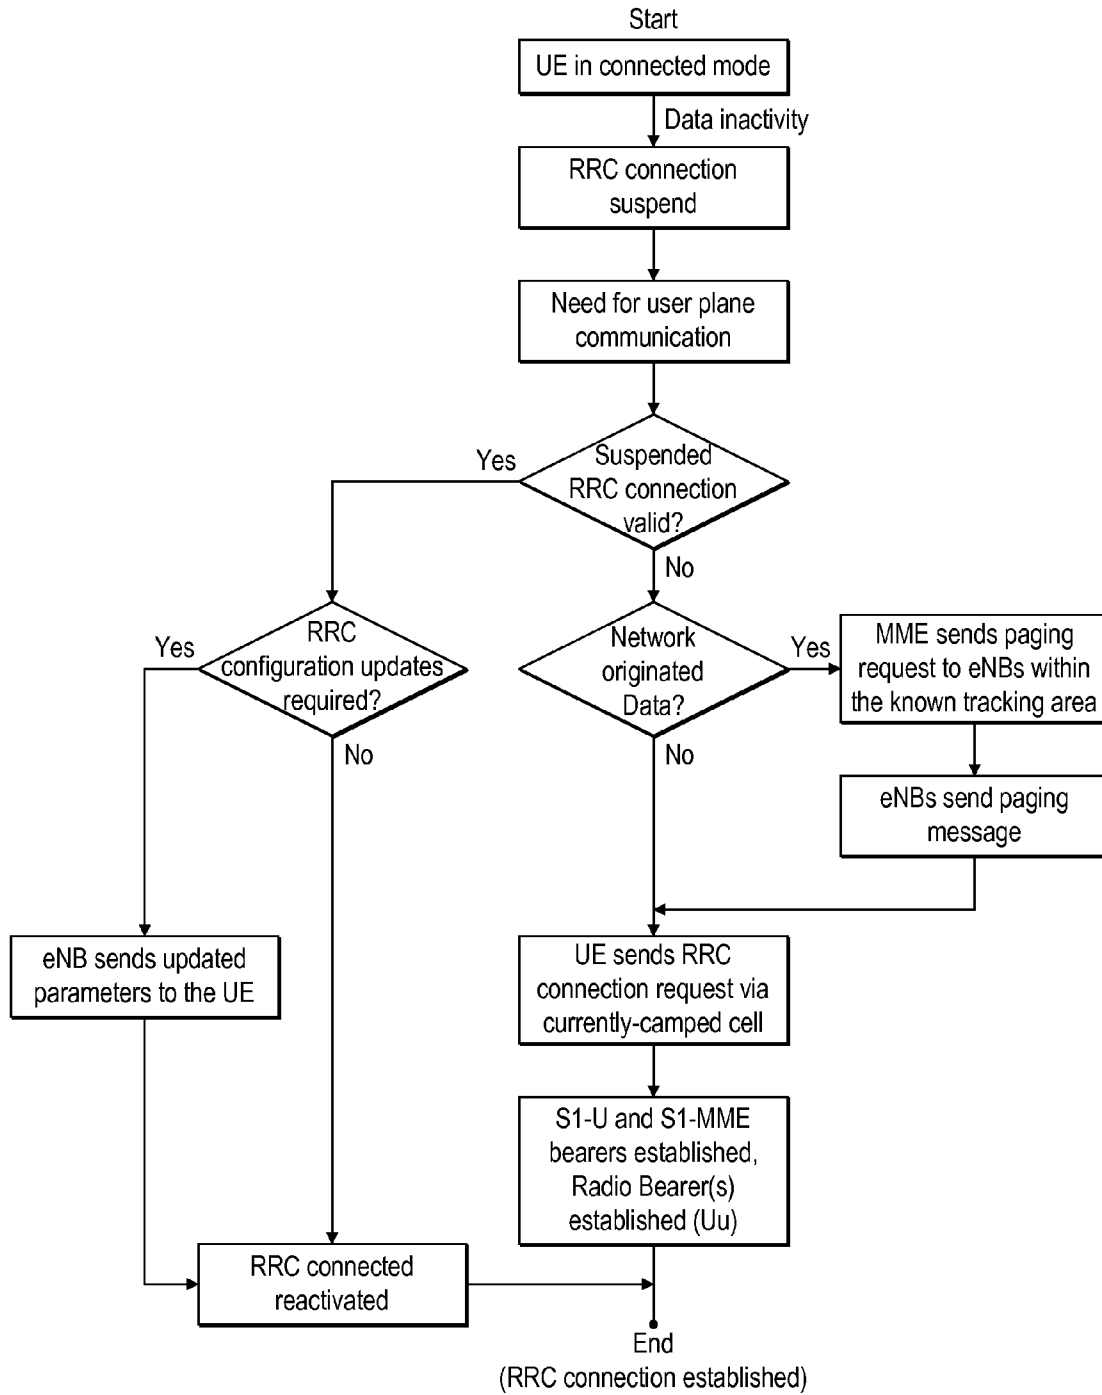 Start
UE in connected mode
Data inactivity
RRC connection
suspend
Need for user plane
communication
Yes
Suspended
RRC connection
valid?
No
Yes
RRC
configuration updates
required?
No
Network
originated
Data?
Yes
No
MME sends paging
request to eNBs within
the known tracking area
eNBs send paging
message
eNB sends updated
parameters to the UE
UE sends RRC
connection request via
currently-camped cell
S1-U and S1-MME
bearers established,
Radio Bearer(s)
established (Uu)
RRC connected
reactivated
End
(RRC connection established)